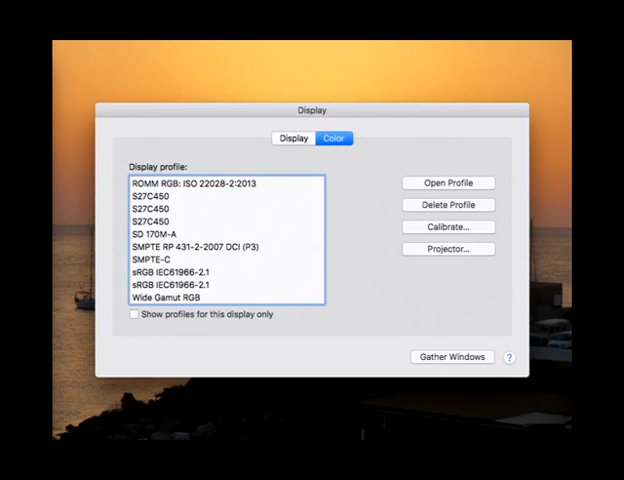 Display
Display Color
Display profile:
ROMM RGB: ISO 22028-2:2013
S27C450
S27C450
S27C450
SD 170M-A
SMPTE RP 431-2-2007 DCI (P3)
SMPTE-C
sRGB IEC61966-2.1
sRGB IEC61966-2.1
Wide Gamut RGB
Show profiles for this display only
Open Profile
Delete Profile
Calibrate...
Projector...
Gather Windows ?